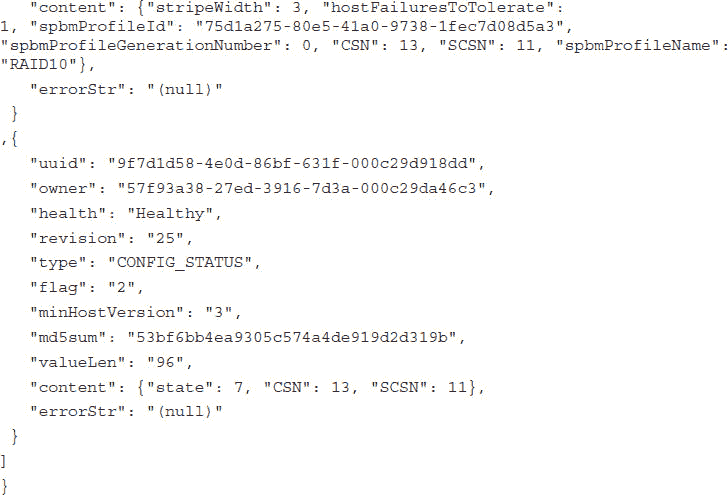 "content": {"stripeWidth": 3, "hostFailuresToTolerate":
1, "spbmProfileId": "75d1a275-80e5-41a0-9738-1fec7d08d5a3",
"spbmProfileGenerationNumber": 0, "CSN": 13, "SCSN": 11, "spbmProfileName":
"RAID10"},
"errorStr": "(null)"
}
,{
"uuid": "9f7d1d58-4e0d-86bf-631f-000c29d918dd",
"owner": "57f93a38-27ed-3916-7d3a-000c29da46c3",
"health": "Healthy",
"revision": "25",
"type": "CONFIG_STATUS",
"flag": "2",
"minHostVersion": "3",
"md5sum": "53bf6bb4ea9305c574a4de919d2d319b",
"valueLen": "96",
"content": {"state": 7, "CSN": 13, "SCSN": 11},
"errorStr": "(null)"
}
]
}